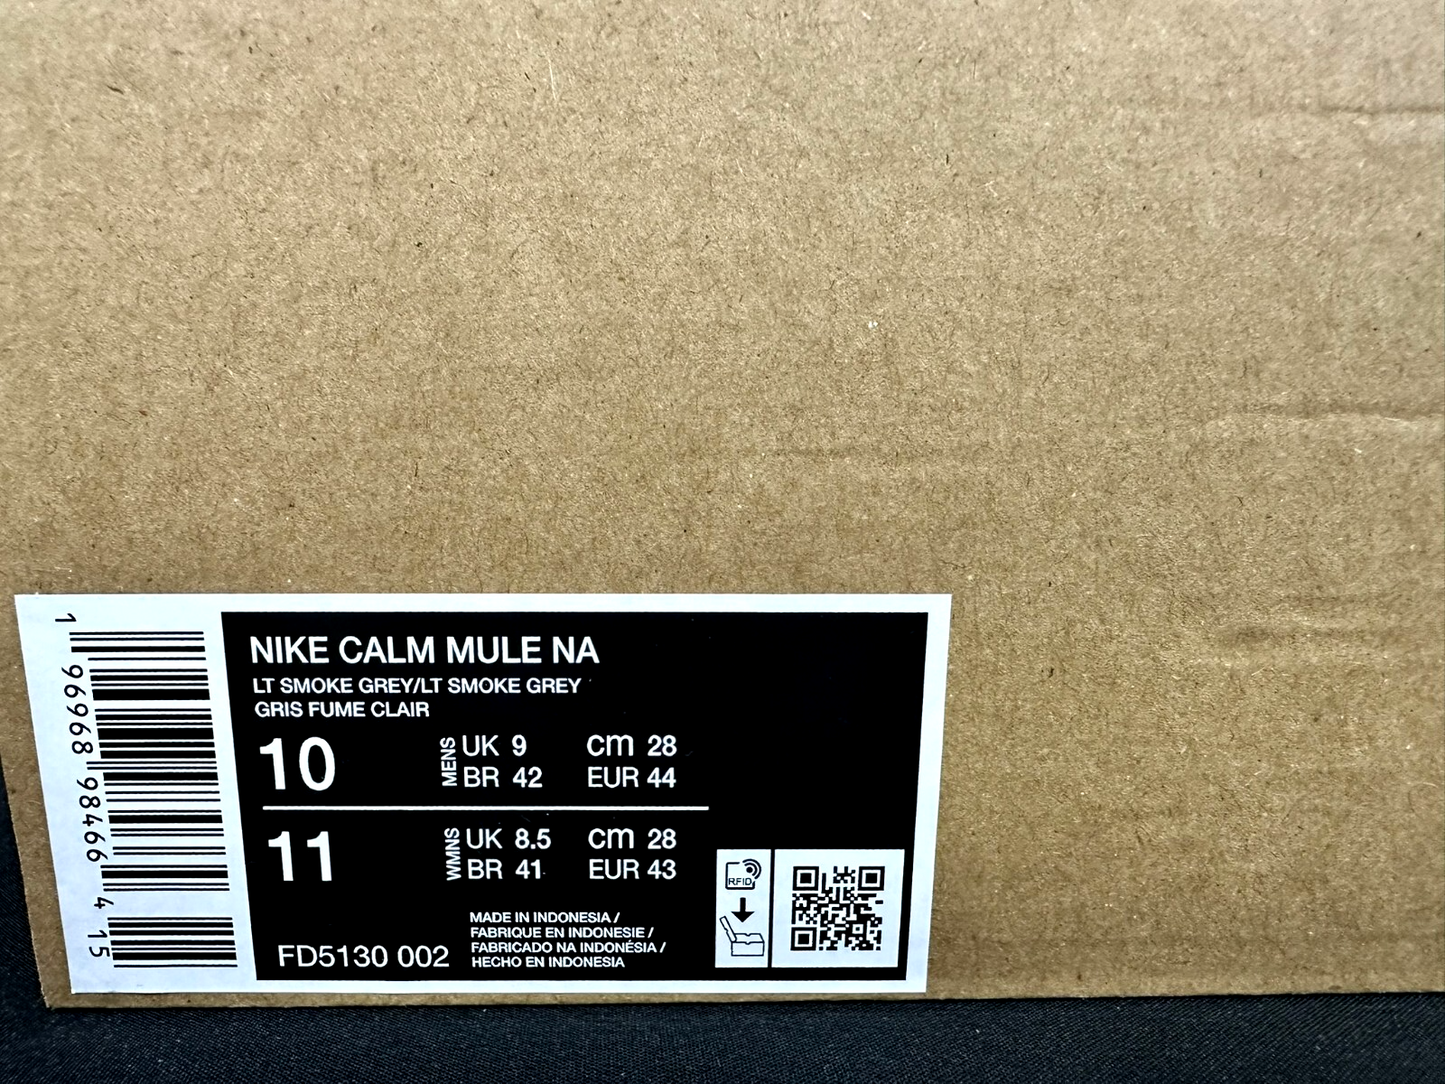 NIKE CALM MULE NA
LT SMOKE GREY/LT SMOKE GREY
GRIS FUME CLAIR
10
MENS
UK 9 cm 28
BR 42 EUR 44
11
WMNS
UK 8.5 cm 28
BR 41 EUR 43
MADE IN INDONESIA /
FABRIQUE EN INDONESIE /
FABRICADO NA INDONÉSIA /
HECHO EN INDONESIA
FD5130 002
RFID
1 96968 98466 4 15